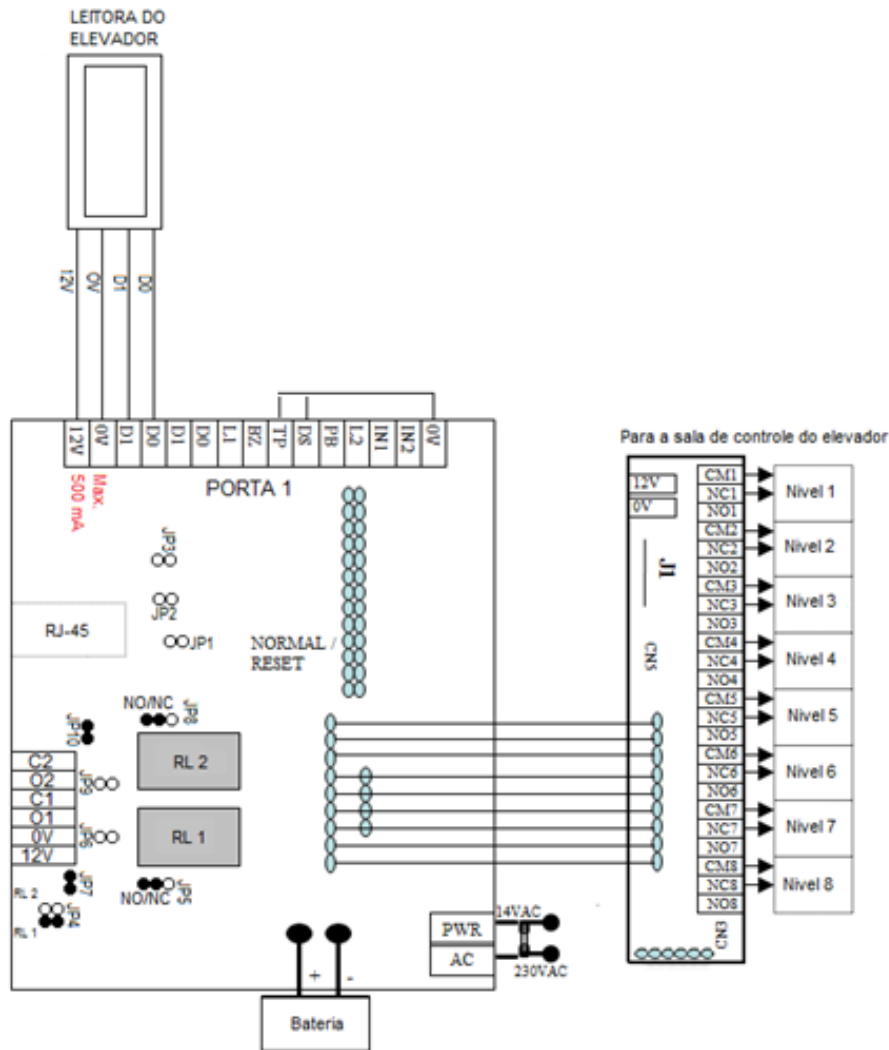 LEITORA DO
ELEVADOR
12V
0V
D1
D0
12V
0V
D1
D0
D1
D0
L1
BZ
TP
DS
PB
L2
IN1
IN2
0V
Max.
500 mA
PORTA 1
JP3
JP2
JP1
RJ-45
NORMAL /
RESET
NO/NC
JP8
JP10
RL 2
C2
O2
C1
O1
0V
12V
JP9
JP6
RL 1
JP7
NO/NC
JP5
RL 2
JP4
RL 1
PWR
AC
14VAC
230VAC
+
-
Bateria
Para a sala de controle do elevador
12V
0V
J1
CN5
CN3
CM1
NC1
NO1
CM2
NC2
NO2
CM3
NC3
NO3
CM4
NC4
NO4
CM5
NC5
NO5
CM6
NC6
NO6
CM7
NC7
NO7
CM8
NC8
NO8
Nivel 1
Nivel 2
Nivel 3
Nivel 4
Nivel 5
Nivel 6
Nivel 7
Nivel 8